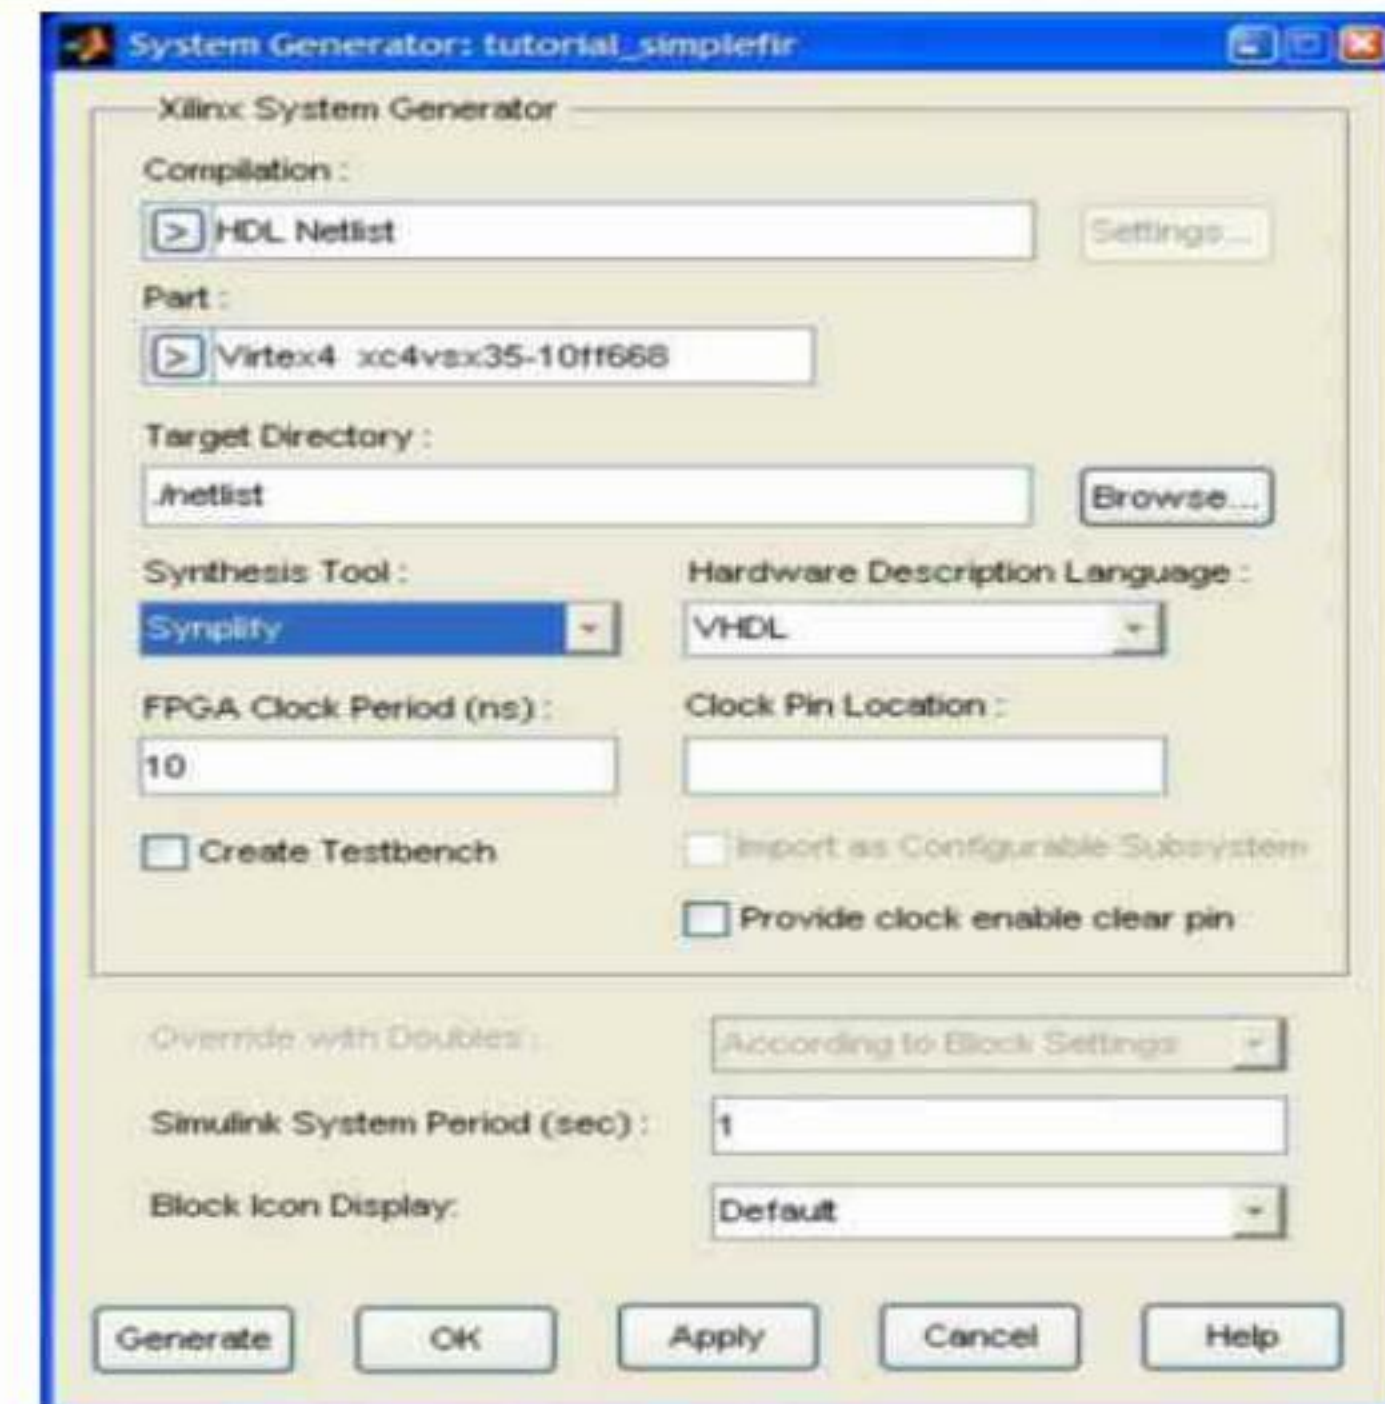 System Generator: tutorial_simplefir
Xilinx System Generator
Compilation :
> HDL Netlist Settings...
Part :
> Virtex4 xc4vsx35-10ff668
Target Directory :
./netlist Browse...
Synthesis Tool : Hardware Description Language :
Synplify VHDL
FPGA Clock Period (ns) : Clock Pin Location :
10
Create Testbench Import as Configurable Subsystem
Provide clock enable clear pin
Override with Doubles : According to Block Settings
Simulink System Period (sec) : 1
Block Icon Display: Default
Generate OK Apply Cancel Help